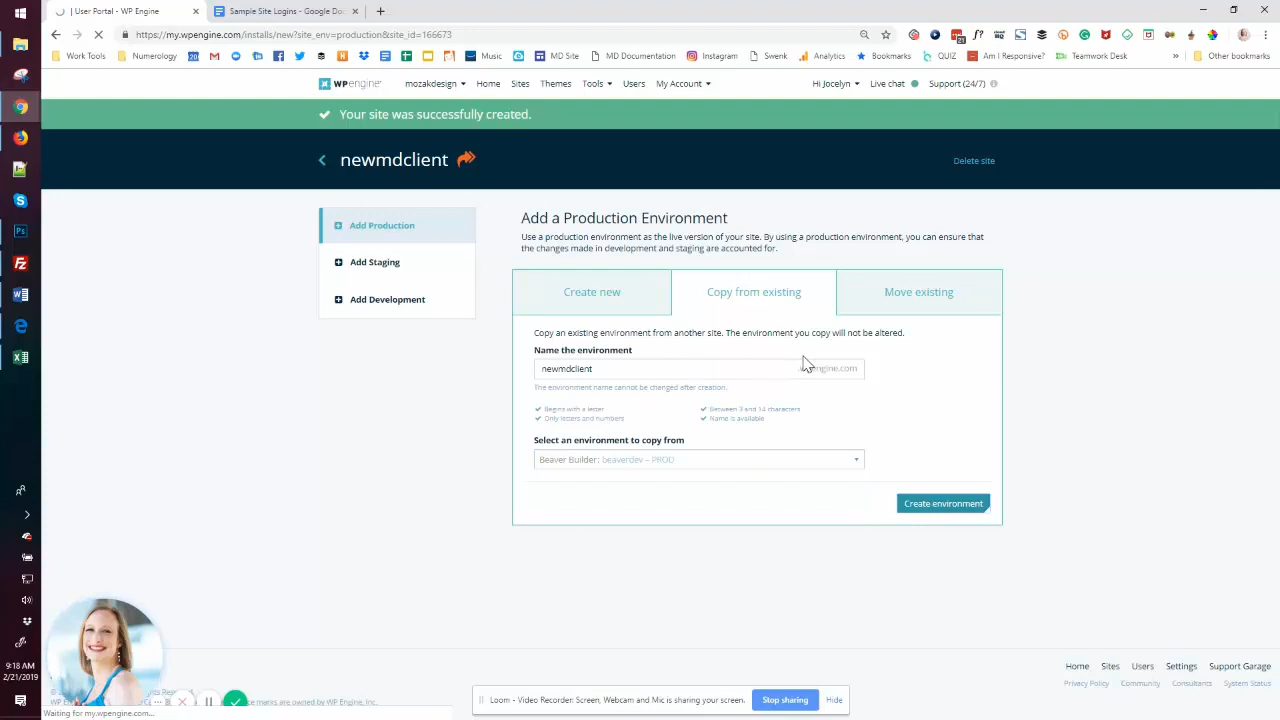 User Portal - WP Engine
Sample Site Logins - Google Doc
https://my.wpengine.com/installs/new?site_env=production&site_id=166673
Work Tools
Numerology
Music
MD Site
MD Documentation
Instagram
Swenk
Analytics
Bookmarks
QUIZ
Am I Responsive?
Teamwork Desk
»
Other bookmarks
WPengine
mozakdesign
Home
Sites
Themes
Tools
Users
My Account
Hi Jocelyn
Live chat
Support (24/7)
Your site was successfully created.
newmdclient
Delete site
Add Production
Add Staging
Add Development
Add a Production Environment
Use a production environment as the live version of your site. By using a production environment, you can ensure that
the changes made in development and staging are accounted for.
Create new
Copy from existing
Move existing
Copy an existing environment from another site. The environment you copy will not be altered.
Name the environment
newmdclient
The environment name cannot be changed after creation.
Begins with a letter
Between 3 and 14 characters
Only letters and numbers
Name is available
Select an environment to copy from
Beaver Builder: beaverdev – PROD
Create environment
Home
Sites
Users
Settings
Support Garage
Privacy Policy
Community
Consultants
System Status
9:18 AM
2/21/2019
marks are owned by WP Engine, Inc.
Waiting for my.wpengine.com...
Loom - Video Recorder: Screen, Webcam and Mic is sharing your screen.
Stop sharing
Hide